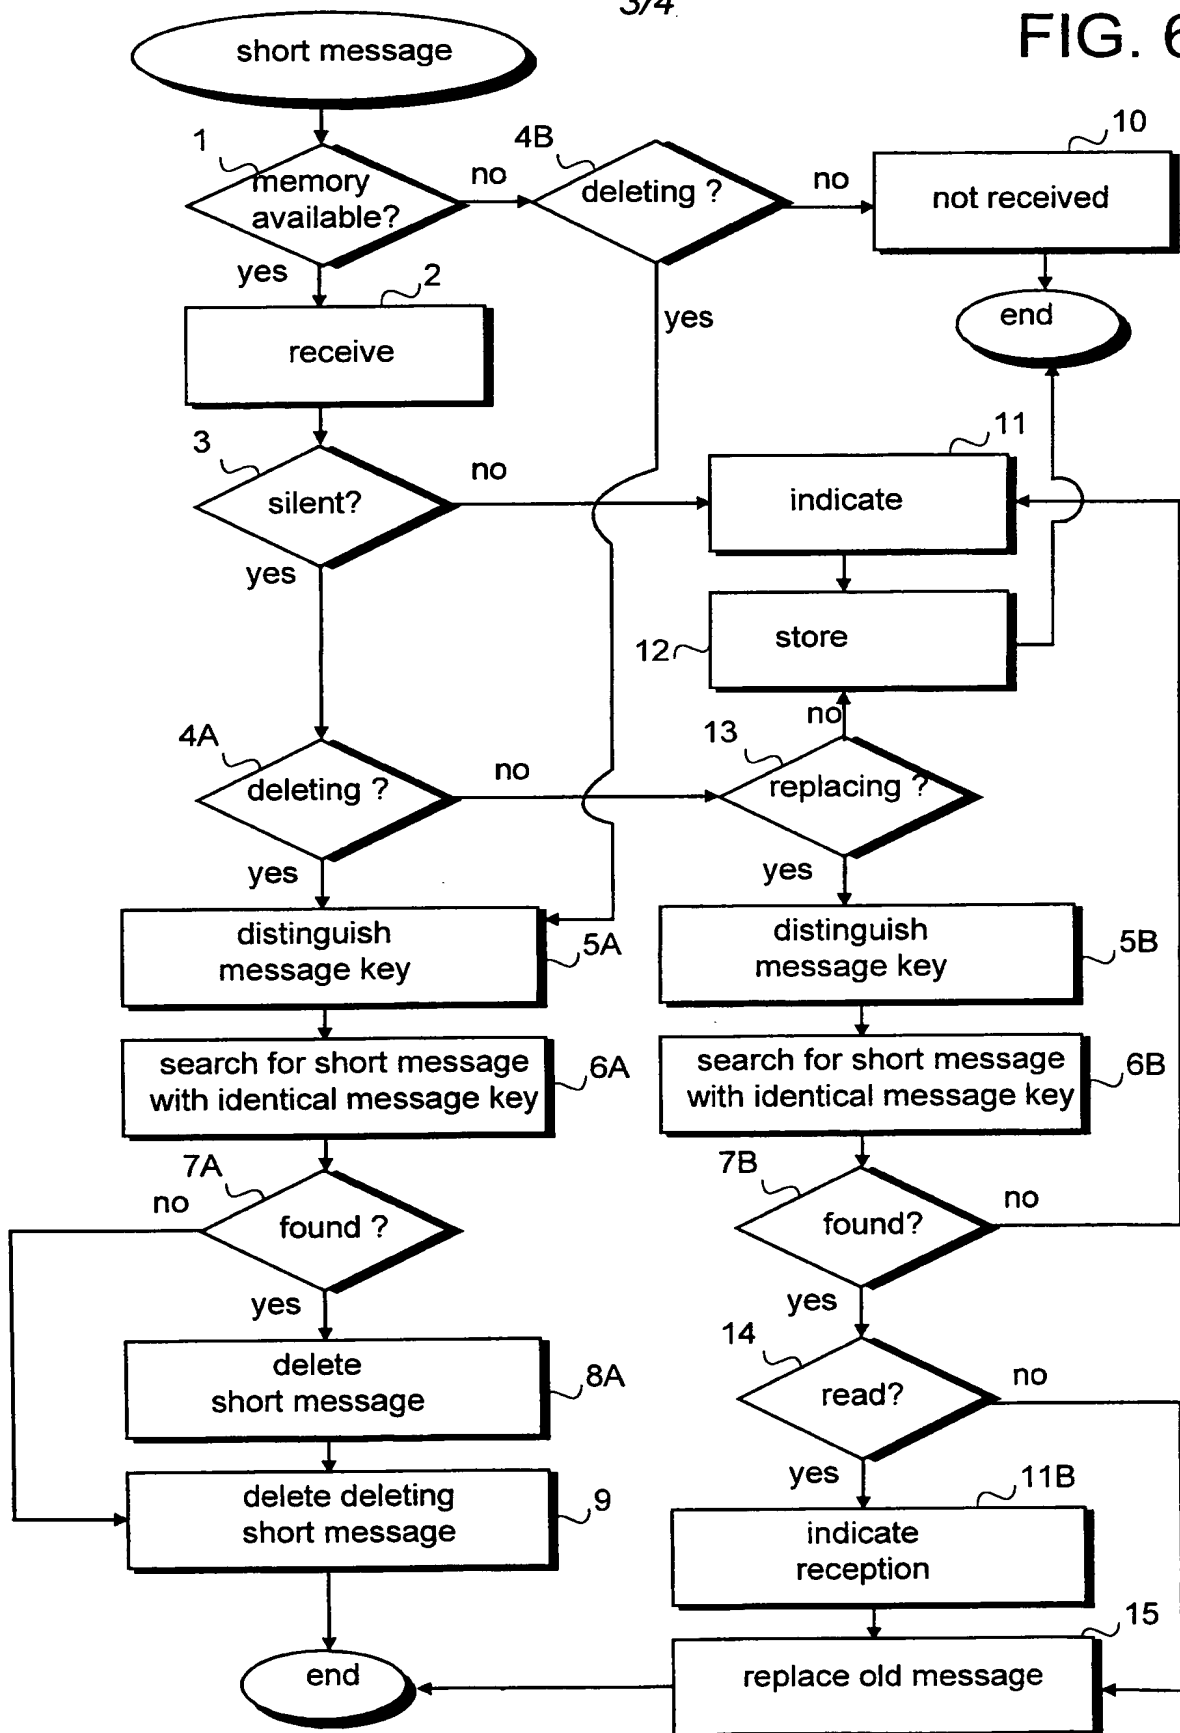 3/4
FIG. 6
short message
1
memory
available?
no
4B
deleting ?
no
10
not received
yes
2
yes
end
receive
3
silent?
no
11
indicate
yes
12
store
no
4A
deleting ?
no
13
replacing ?
yes
yes
distinguish
message key
5A
distinguish
message key
5B
search for short message
with identical message key
6A
search for short message
with identical message key
6B
7A
no
found ?
7B
found?
no
yes
yes
delete
short message
8A
14
read?
no
yes
delete deleting
short message
9
11B
indicate
reception
15
end
replace old message